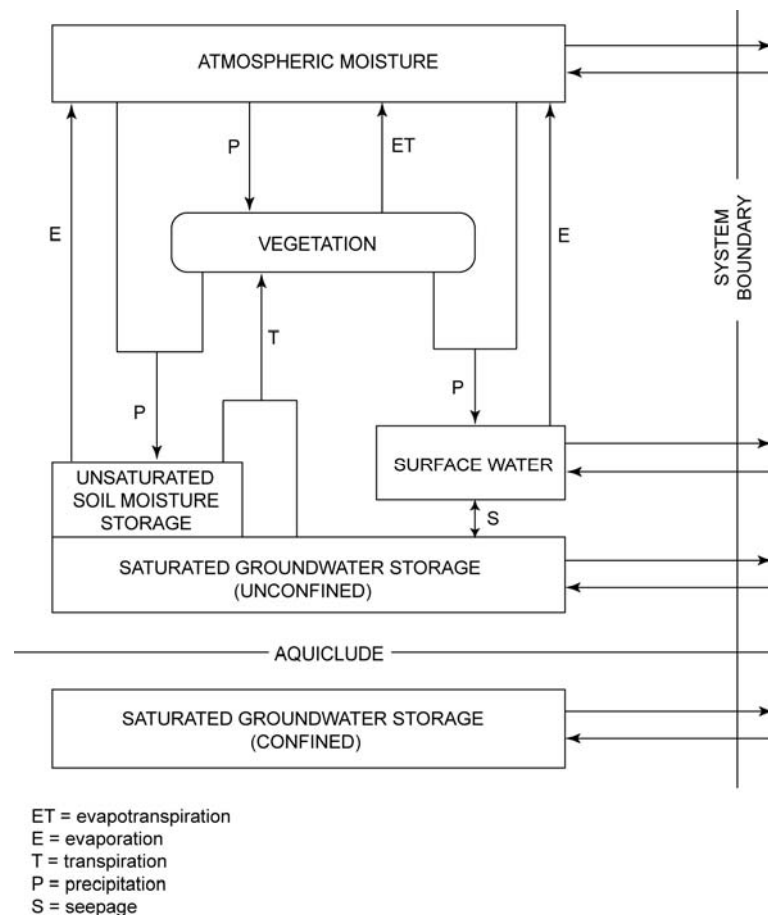 ATMOSPHERIC MOISTURE
P
ET
E
E
VEGETATION
SYSTEM
BOUNDARY
T
P
P
UNSATURATED
SOIL MOISTURE
STORAGE
SURFACE WATER
S
SATURATED GROUNDWATER STORAGE
(UNCONFINED)
AQUICLUDE
SATURATED GROUNDWATER STORAGE
(CONFINED)
ET = evapotranspiration
E = evaporation
T = transpiration
P = precipitation
S = seepage